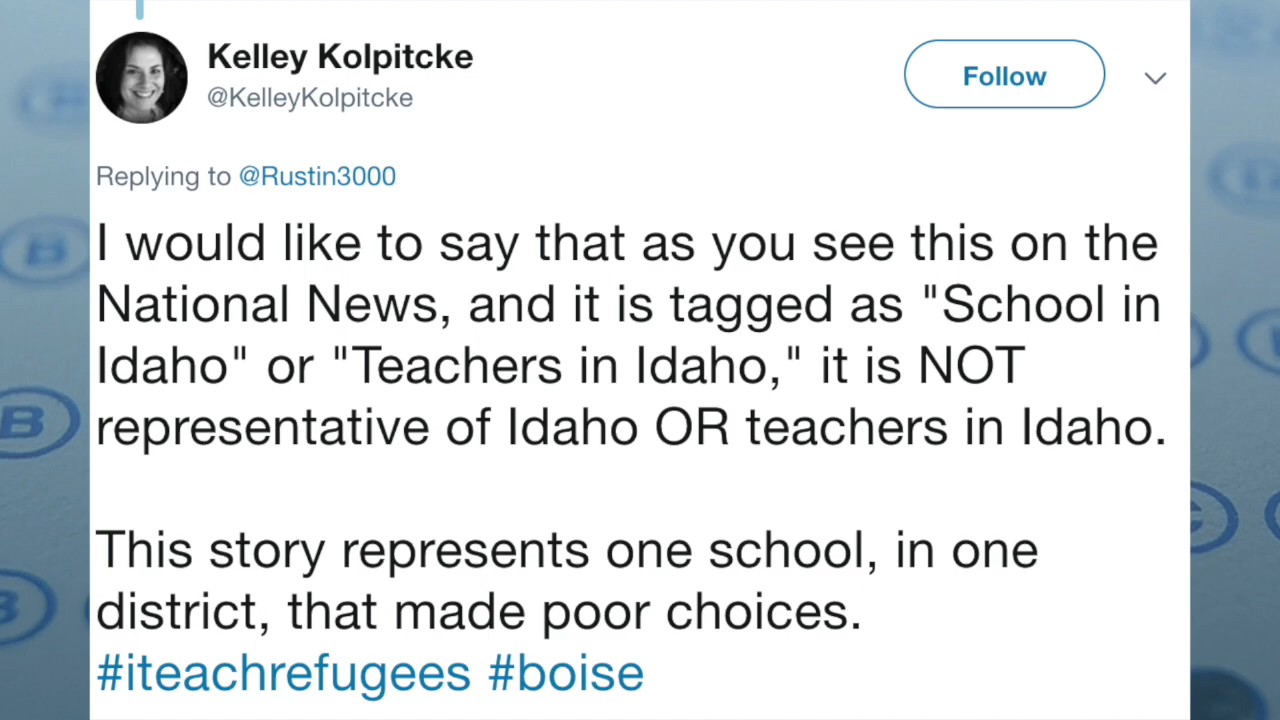 Kelley Kolpitcke
@KelleyKolpitcke
Follow
Replying to @Rustin3000
I would like to say that as you see this on the
National News, and it is tagged as "School in
Idaho" or "Teachers in Idaho," it is NOT
representative of Idaho OR teachers in Idaho.
This story represents one school, in one
district, that made poor choices.
#iteachrefugees #boise